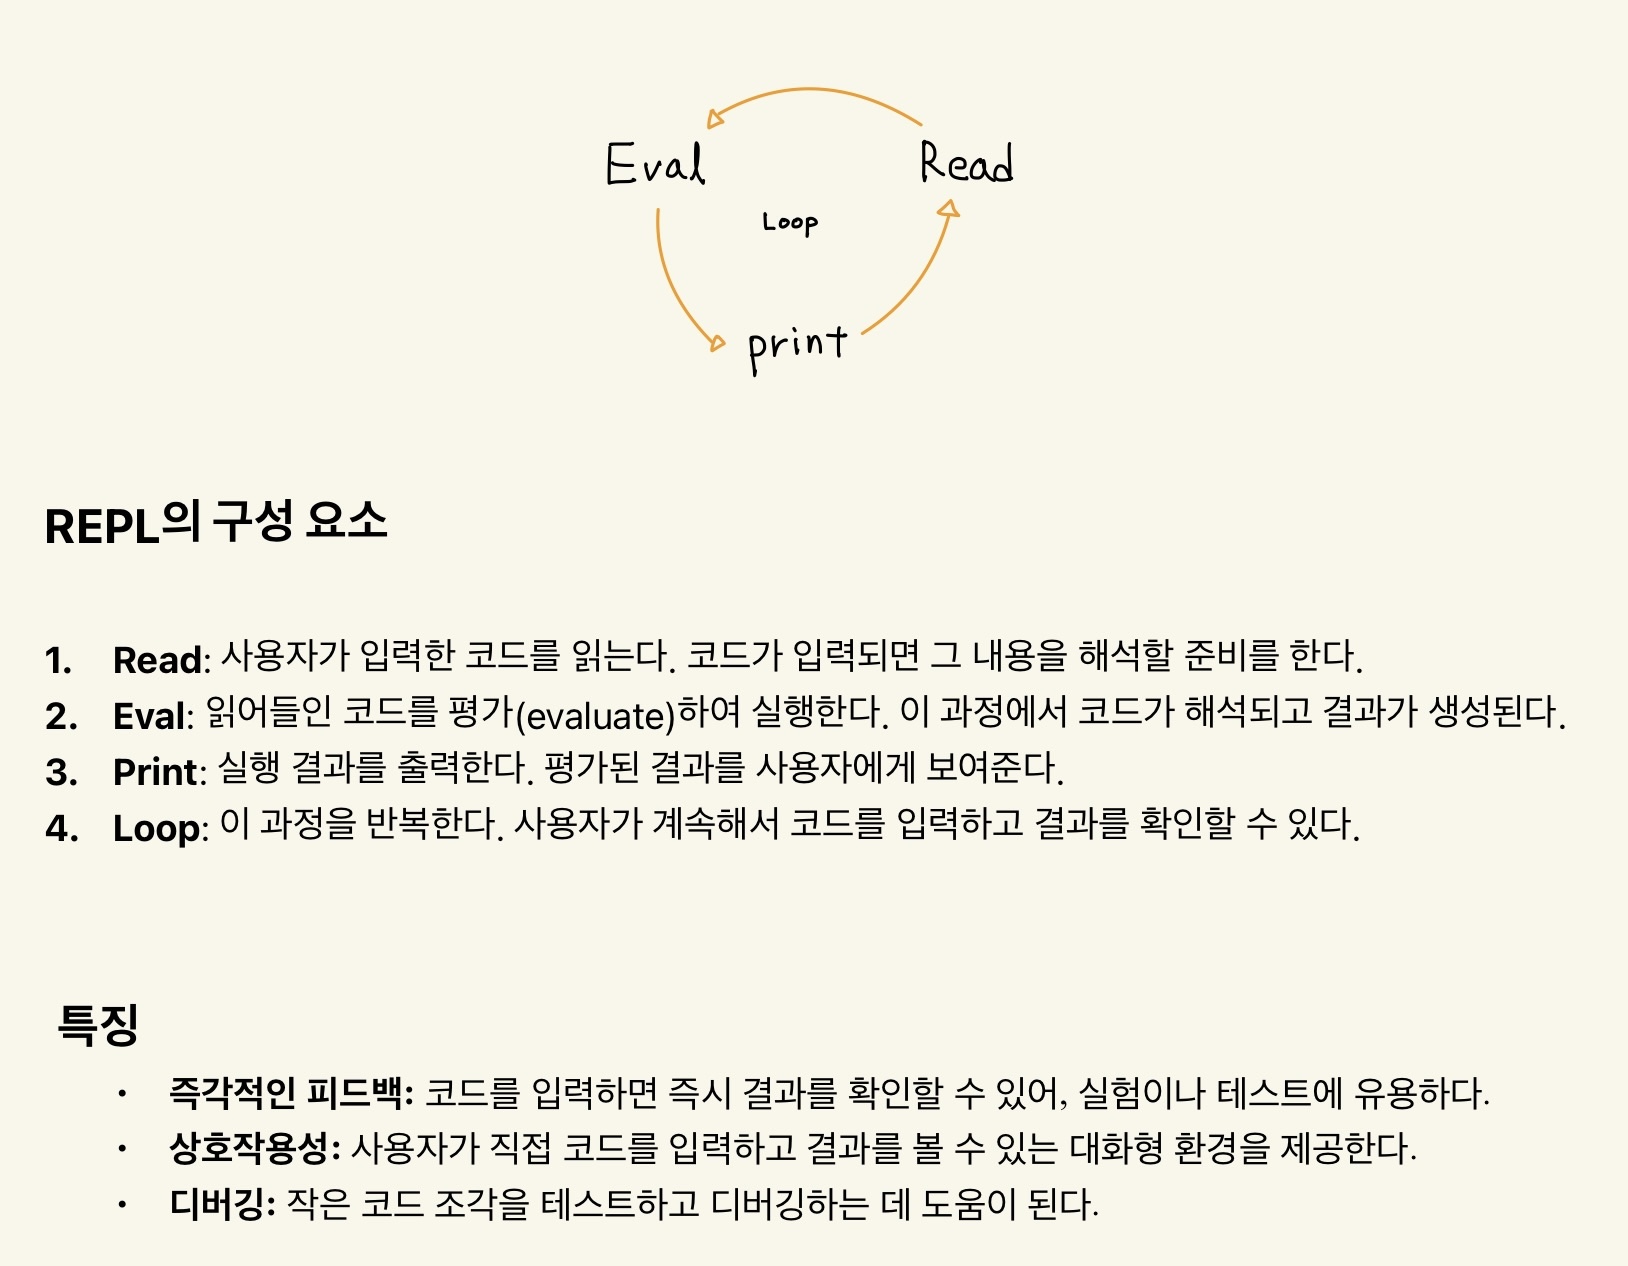 Eval Read
Loop
print
REPL의 구성 요소
1. Read: 사용자가 입력한 코드를 읽는다. 코드가 입력되면 그 내용을 해석할 준비를 한다.
2. Eval: 읽어들인 코드를 평가(evaluate)하여 실행한다. 이 과정에서 코드가 해석되고 결과가 생성된다.
3. Print: 실행 결과를 출력한다. 평가된 결과를 사용자에게 보여준다.
4. Loop: 이 과정을 반복한다. 사용자가 계속해서 코드를 입력하고 결과를 확인할 수 있다.
특징
• 즉각적인 피드백: 코드를 입력하면 즉시 결과를 확인할 수 있어, 실험이나 테스트에 유용하다.
• 상호작용성: 사용자가 직접 코드를 입력하고 결과를 볼 수 있는 대화형 환경을 제공한다.
• 디버깅: 작은 코드 조각을 테스트하고 디버깅하는 데 도움이 된다.